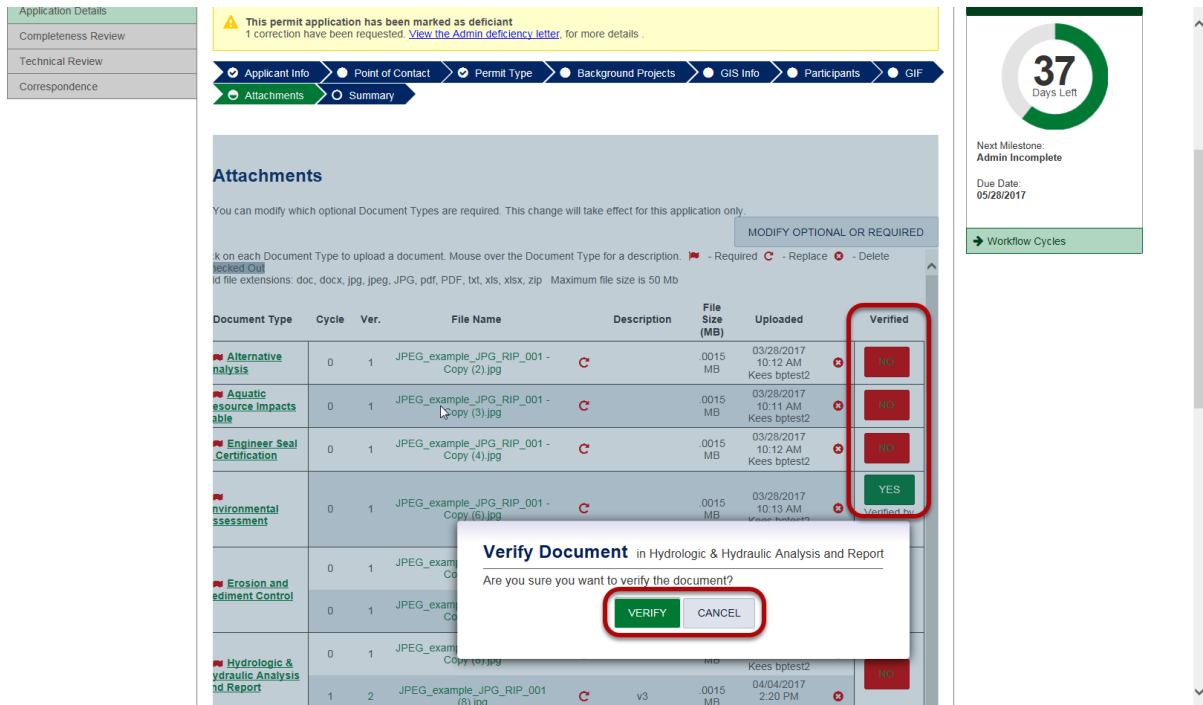 Application Details
Completeness Review
Technical Review
Correspondence
This permit application has been marked as deficiant
1 correction have been requested. View the Admin deficiency letter, for more details .
Applicant Info
Point of Contact
Permit Type
Background Projects
GIS Info
Participants
GIF
Attachments
Summary
37
Days Left
Next Milestone:
Admin Incomplete
Due Date:
05/28/2017
Workflow Cycles
Attachments
You can modify which optional Document Types are required. This change will take effect for this application only.
MODIFY OPTIONAL OR REQUIRED
k on each Document Type to upload a document. Mouse over the Document Type for a description. - Required - Replace - Delete
hecked Out
id file extensions: doc, docx, jpg, jpeg, JPG, pdf, PDF, txt, xls, xlsx, zip Maximum file size is 50 Mb
Document Type Cycle Ver. File Name Description File Size (MB) Uploaded Verified
Alternative
nalysis
0 1
JPEG_example_JPG_RIP_001 -
Copy (2).jpg
.0015
MB
03/28/2017
10:12 AM
Kees bptest2
NO
Aquatic
esource Impacts
able
0 1
JPEG_example_JPG_RIP_001 -
Copy (3).jpg
.0015
MB
03/28/2017
10:11 AM
Kees bptest2
NO
Engineer Seal
Certification
0 1
JPEG_example_JPG_RIP_001 -
Copy (4).jpg
.0015
MB
03/28/2017
10:12 AM
Kees bptest2
NO
nvironmental
ssessment
0 1
JPEG_example_JPG_RIP_001 -
Copy (6).jpg
.0015
MB
03/28/2017
10:13 AM
Kees bptest2
YES
Verified by
Erosion and
ediment Control
0 1
JPEG_exam
Co
0 1
JPEG_exam
Co
Verify Document in Hydrologic & Hydraulic Analysis and Report
Are you sure you want to verify the document?
VERIFY
CANCEL
Hydrologic &
ydraulic Analysis
nd Report
0 1
JPEG_exam
Copy (8).jpg
MB
Kees bptest2
NO
1 2
JPEG_example_JPG_RIP_001
(8).jpg
v3
.0015
MB
04/04/2017
2:20 PM